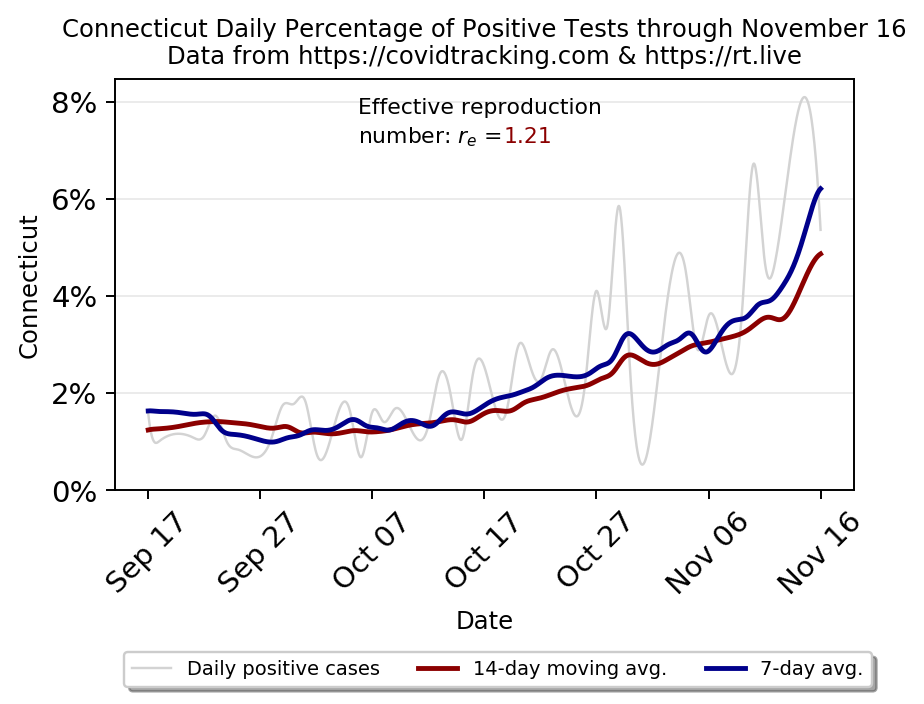 Connecticut Daily Percentage of Positive Tests through November 16
Data from https://covidtracking.com & https://rt.live
Effective reproduction
number: rₑ =1.21
8%
6%
4%
2%
0%
Connecticut
Sep 17
Sep 27
Oct 07
Oct 17
Oct 27
Nov 06
Nov 16
Date
Daily positive cases
14-day moving avg.
7-day avg.